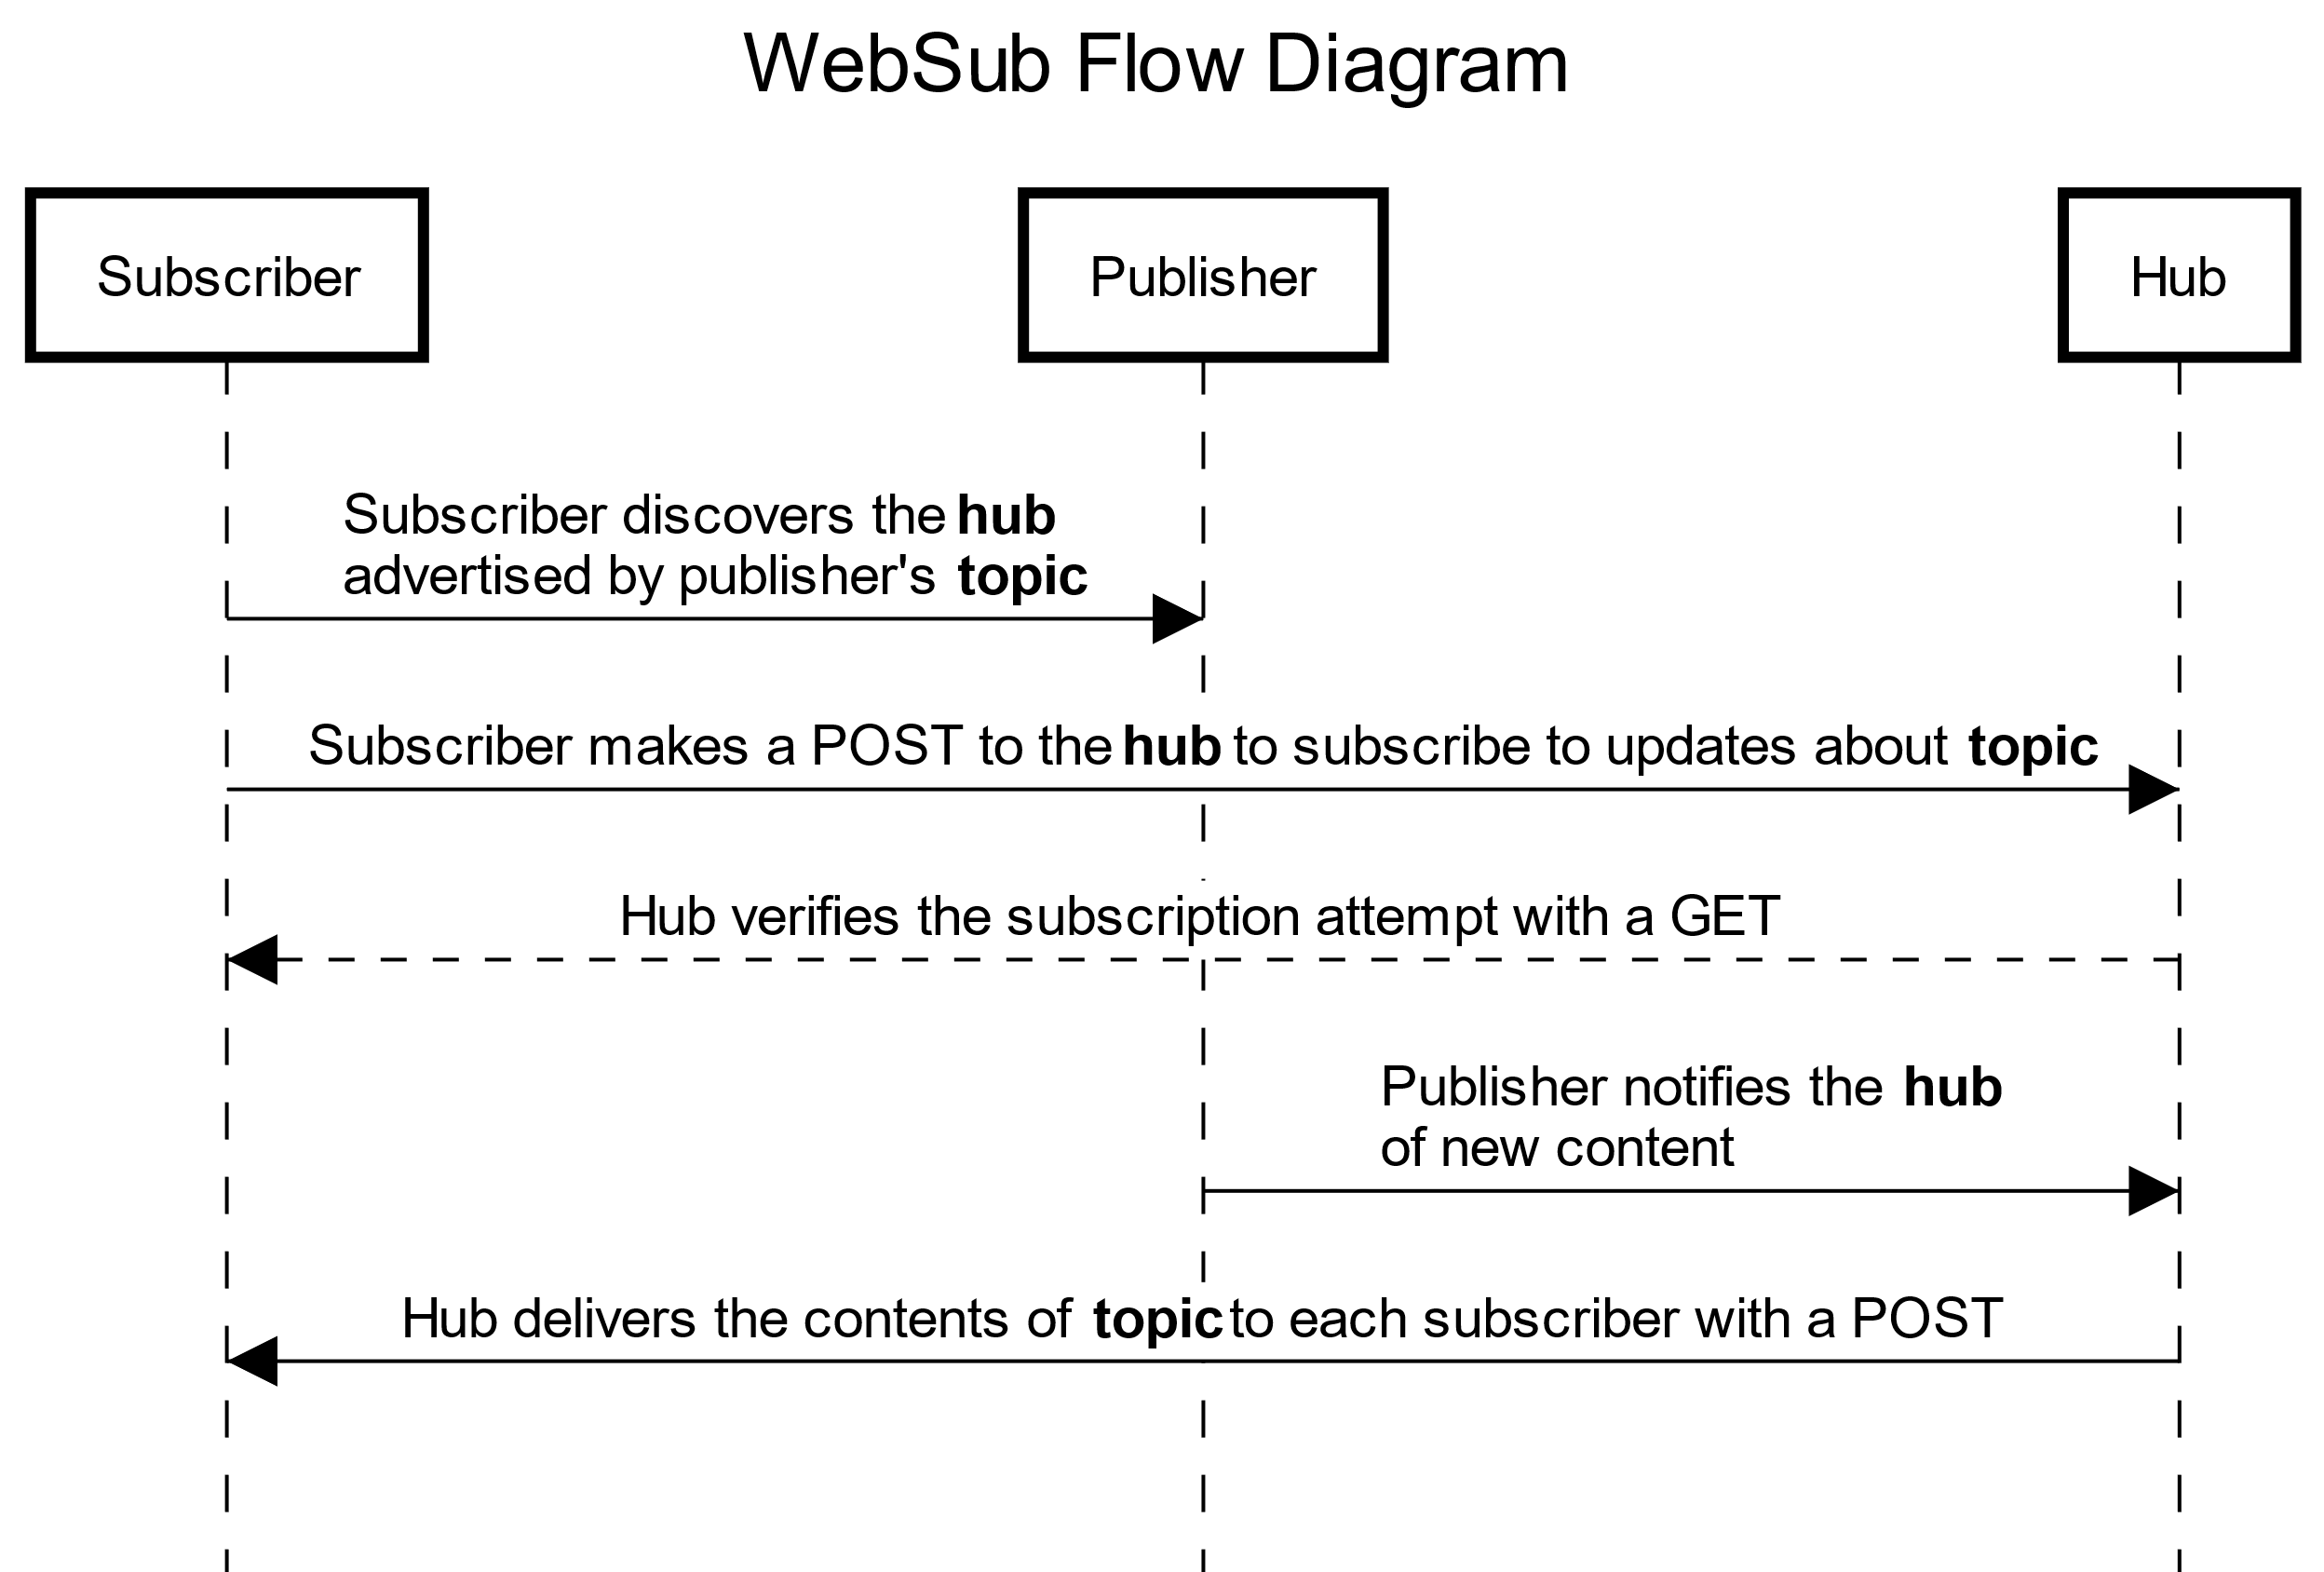 WebSub Flow Diagram
Subscriber
Publisher
Hub
Subscriber discovers the hub
advertised by publisher's topic
Subscriber makes a POST to the hub to subscribe to updates about topic
Hub verifies the subscription attempt with a GET
Publisher notifies the hub
of new content
Hub delivers the contents of topic to each subscriber with a POST